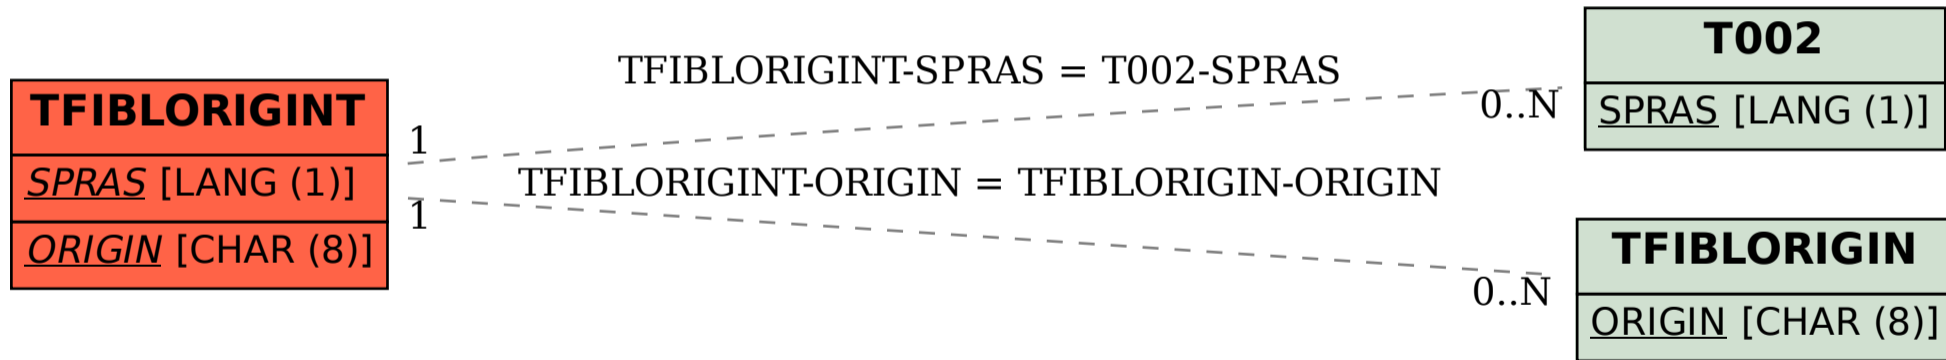 TFIBLORIGINT
SPRAS [LANG (1)]
ORIGIN [CHAR (8)]
1
TFIBLORIGINT-SPRAS = T002-SPRAS
0..N
1
TFIBLORIGINT-ORIGIN = TFIBLORIGIN-ORIGIN
0..N
T002
SPRAS [LANG (1)]
TFIBLORIGIN
ORIGIN [CHAR (8)]